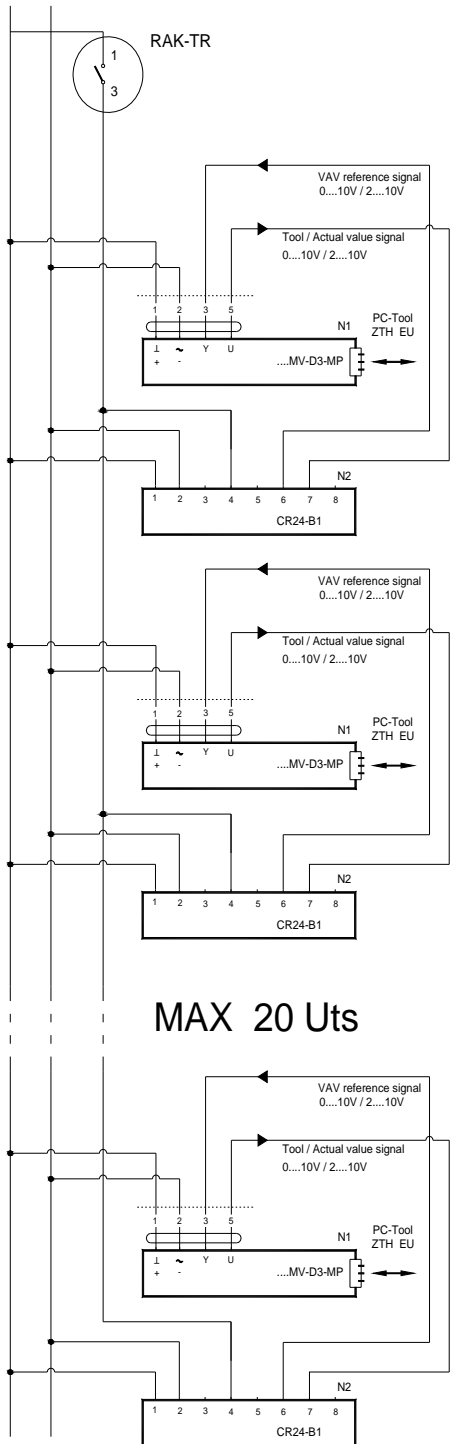 RAK-TR
1
3
VAV reference signal
0....10V / 2....10V
Tool / Actual value signal
0....10V / 2....10V
1 2 3 5
N1
PC-Tool
ZTH EU
⊥ ~ Y U
+ -
....MV-D3-MP
N2
1 2 3 4 5 6 7 8
CR24-B1
VAV reference signal
0....10V / 2....10V
Tool / Actual value signal
0....10V / 2....10V
1 2 3 5
N1
PC-Tool
ZTH EU
⊥ ~ Y U
+ -
....MV-D3-MP
N2
1 2 3 4 5 6 7 8
CR24-B1
MAX 20 Uts
VAV reference signal
0....10V / 2....10V
Tool / Actual value signal
0....10V / 2....10V
1 2 3 5
N1
PC-Tool
ZTH EU
⊥ ~ Y U
+ -
....MV-D3-MP
N2
1 2 3 4 5 6 7 8
CR24-B1